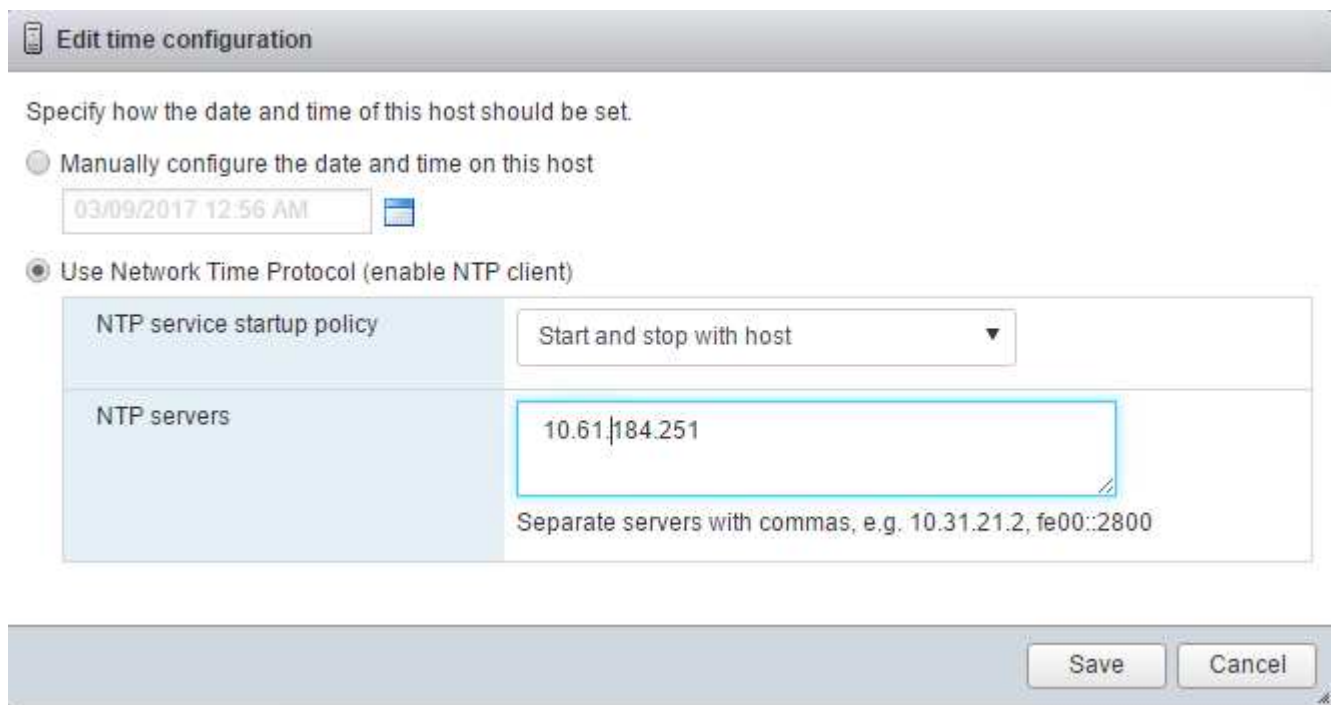 Edit time configuration
Specify how the date and time of this host should be set.
Manually configure the date and time on this host
03/09/2017 12:56 AM
Use Network Time Protocol (enable NTP client)
NTP service startup policy
Start and stop with host
NTP servers
10.61.184.251
Separate servers with commas, e.g. 10.31.21.2, fe00::2800
Save
Cancel